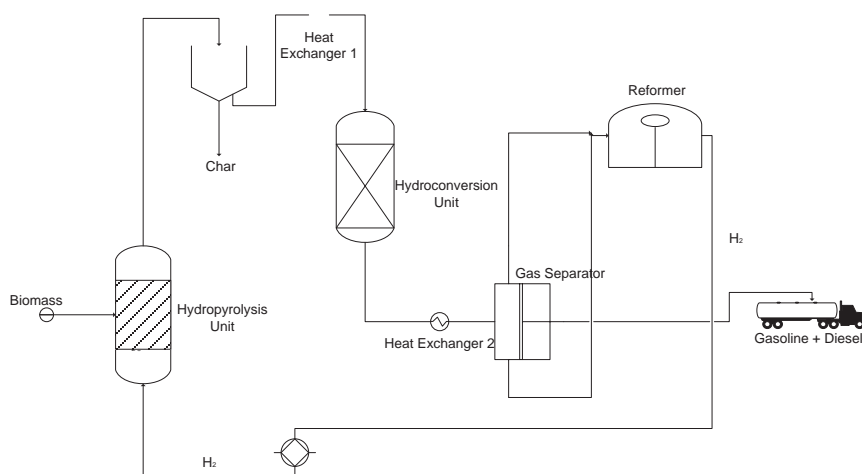 Heat
Exchanger 1
Reformer
Char
Hydroconversion
Unit
H₂
Gas Separator
Biomass
Hydropyrolysis
Unit
Heat Exchanger 2
Gasoline + Diesel
H₂